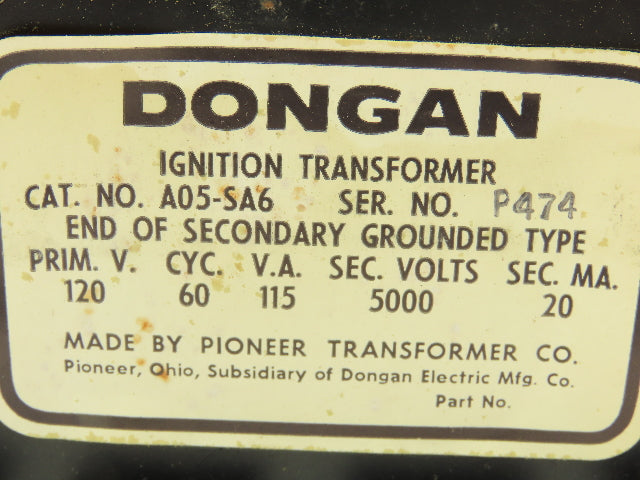 DONGAN
IGNITION TRANSFORMER
CAT. NO. A05-SA6 SER. NO. P474
END OF SECONDARY GROUNDED TYPE
PRIM. V. CYC. V.A. SEC. VOLTS SEC. MA.
120 60 115 5000 20
MADE BY PIONEER TRANSFORMER CO.
Pioneer, Ohio, Subsidiary of Dongan Electric Mfg. Co.
Part No.